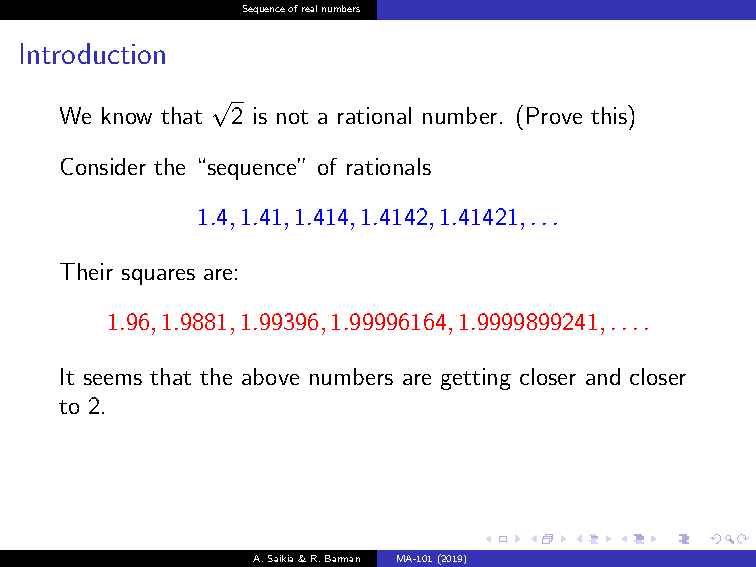 Sequence of real numbers
Introduction
We know that √2 is not a rational number. (Prove this)
Consider the “sequence” of rationals
1.4, 1.41, 1.414, 1.4142, 1.41421, . . .
Their squares are:
1.96, 1.9881, 1.99396, 1.99996164, 1.9999899241, . . . .
It seems that the above numbers are getting closer and closer
to 2.
A. Saikia & R. Barman
MA-101 (2019)